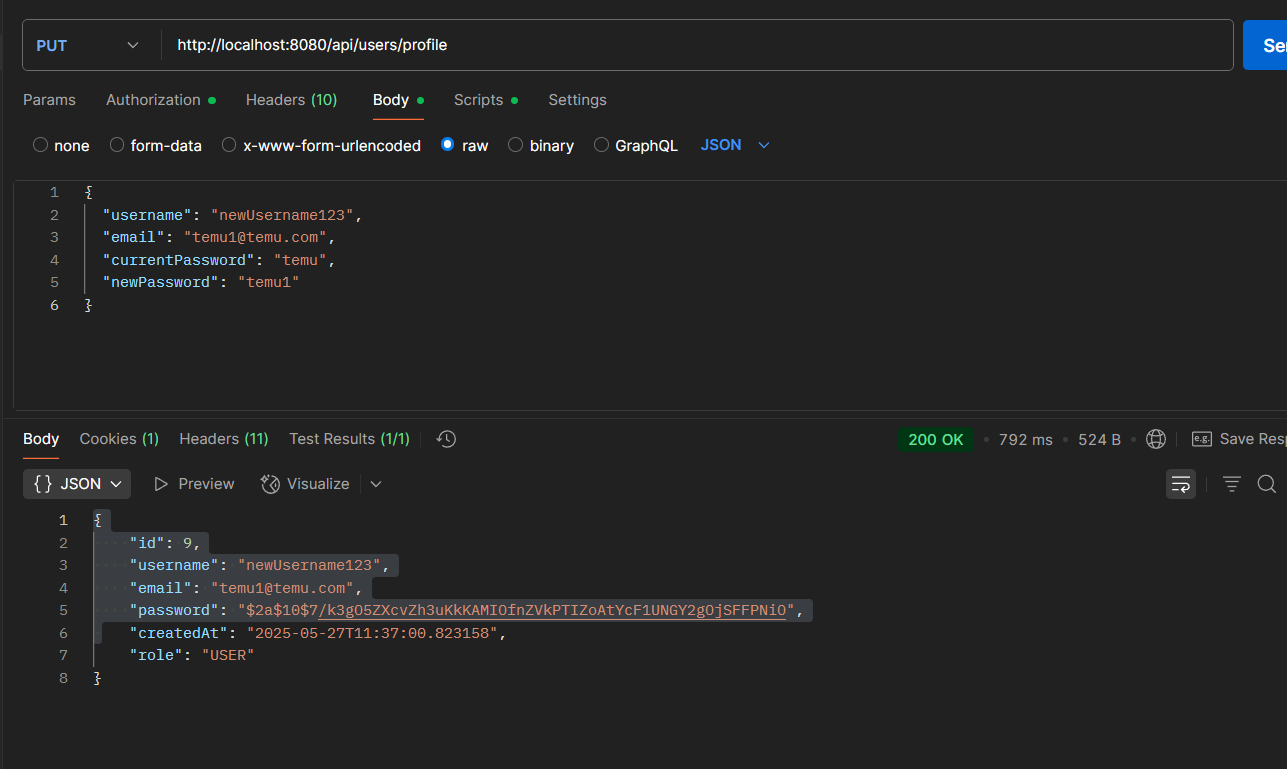 PUT http://localhost:8080/api/users/profile
Params Authorization Headers (10) Body Scripts Settings
none form-data x-www-form-urlencoded raw binary GraphQL JSON
1 {
2 "username": "newUsername123",
3 "email": "temu1@temu.com",
4 "currentPassword": "temu",
5 "newPassword": "temu1"
6 }
Body Cookies (1) Headers (11) Test Results (1/1) 200 OK • 792 ms • 524 B • e.g. Save Resp
{} JSON Preview Visualize
1 {
2 "id": 9,
3 "username": "newUsername123",
4 "email": "temu1@temu.com",
5 "password": "$2a$10$7/k3gO5ZXcvZh3uKkKAMIOfnZVkPTIZoAtYcF1UNGY2gOjSFFPNiO",
6 "createdAt": "2025-05-27T11:37:00.823158",
7 "role": "USER"
8 }